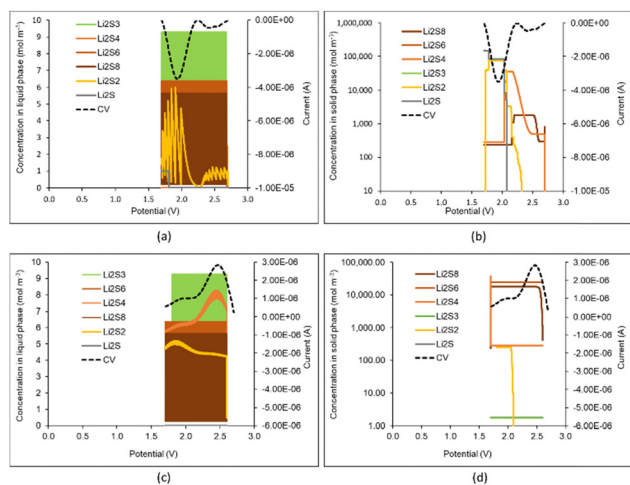 Concentration in liquid phase (mol m⁻³)
10
9
8
7
6
5
4
3
2
1
0
Li2S3
Li2S4
Li2S6
Li2S8
Li2S2
Li2S
CV
0.00E+00
-2.00E-06
-4.00E-06
-6.00E-06
-8.00E-06
-1.00E-05
Current (A)
0.0 0.5 1.0 1.5 2.0 2.5 3.0
Potential (V)
(a)
Concentration in solid phase (mol m⁻³)
1,000,000
100,000
10,000
1,000
100
10
Li2S8
Li2S6
Li2S4
Li2S3
Li2S2
Li2S
CV
0.00E+00
-2.00E-06
-4.00E-06
-6.00E-06
-8.00E-06
-1.00E-05
Current (A)
0.0 0.5 1.0 1.5 2.0 2.5 3.0
Potential (V)
(b)
Concentration in liquid phase (mol m⁻³)
10
9
8
7
6
5
4
3
2
1
0
Li2S3
Li2S6
Li2S4
Li2S8
Li2S2
Li2S
CV
3.00E-06
2.00E-06
1.00E-06
0.00E+00
-1.00E-06
-2.00E-06
-3.00E-06
-4.00E-06
-5.00E-06
-6.00E-06
Current (A)
0.0 0.5 1.0 1.5 2.0 2.5 3.0
Potential (V)
(c)
Concentration in solid phase (mol m⁻³)
100,000.00
10,000.00
1,000.00
100.00
10.00
1.00
Li2S8
Li2S6
Li2S4
Li2S3
Li2S2
Li2S
CV
3.00E-06
2.00E-06
1.00E-06
0.00E+00
-1.00E-06
-2.00E-06
-3.00E-06
-4.00E-06
-5.00E-06
-6.00E-06
Current (A)
0.0 1.0 2.0 3.0
Potential (V)
(d)